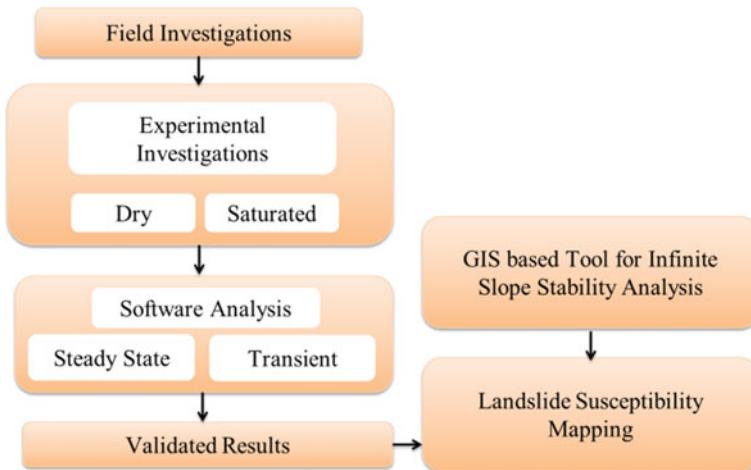 Field Investigations
Experimental
Investigations
Dry
Saturated
Software Analysis
Steady State
Transient
Validated Results
GIS based Tool for Infinite
Slope Stability Analysis
Landslide Susceptibility
Mapping